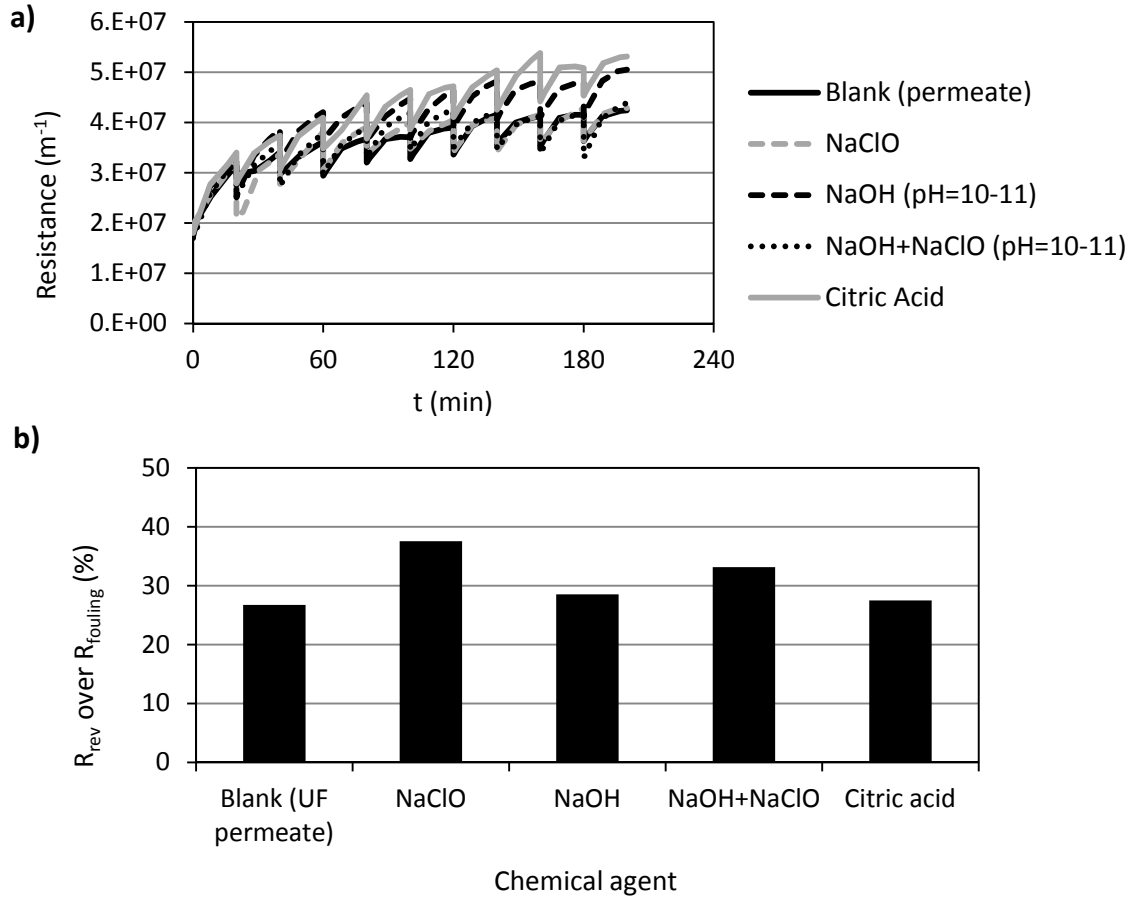 a)
Resistance (m⁻¹)
6.E+07
5.E+07
4.E+07
3.E+07
2.E+07
1.E+07
0.E+00
0 60 120 180 240
t (min)
Blank (permeate)
NaClO
NaOH (pH=10-11)
NaOH+NaClO (pH=10-11)
Citric Acid
b)
R_rev over R_fouling (%)
50
40
30
20
10
0
Blank (UF NaClO NaOH NaOH+NaClO Citric acid
permeate)
Chemical agent